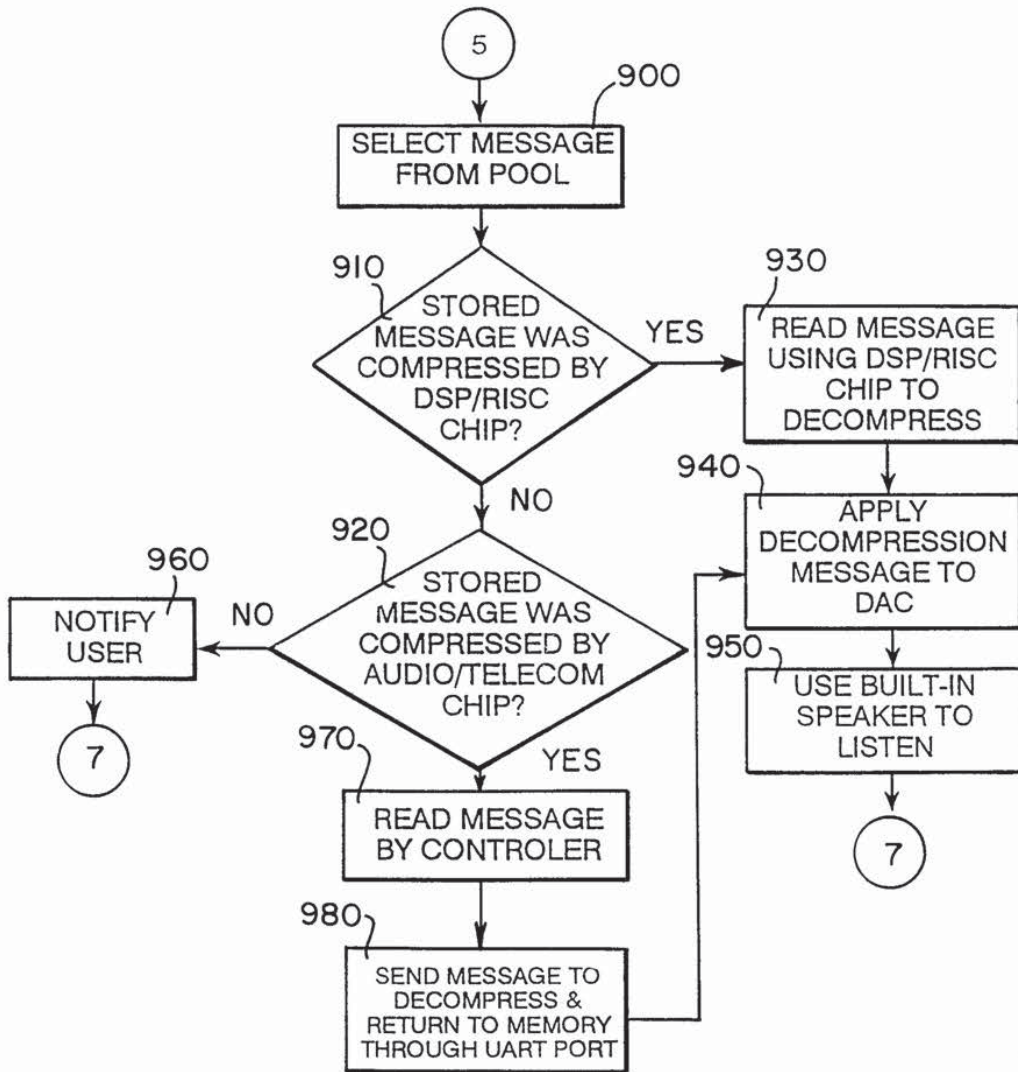 5
900
SELECT MESSAGE
FROM POOL
910
STORED
MESSAGE WAS
COMPRESSED BY
DSP/RISC
CHIP?
YES
930
READ MESSAGE
USING DSP/RISC
CHIP TO
DECOMPRESS
NO
940
APPLY
DECOMPRESSION
MESSAGE TO
DAC
950
USE BUILT-IN
SPEAKER TO
LISTEN
7
920
STORED
MESSAGE WAS
COMPRESSED BY
AUDIO/TELECOM
CHIP?
NO
960
NOTIFY
USER
7
YES
970
READ MESSAGE
BY CONTROLER
980
SEND MESSAGE TO
DECOMPRESS &
RETURN TO MEMORY
THROUGH UART PORT